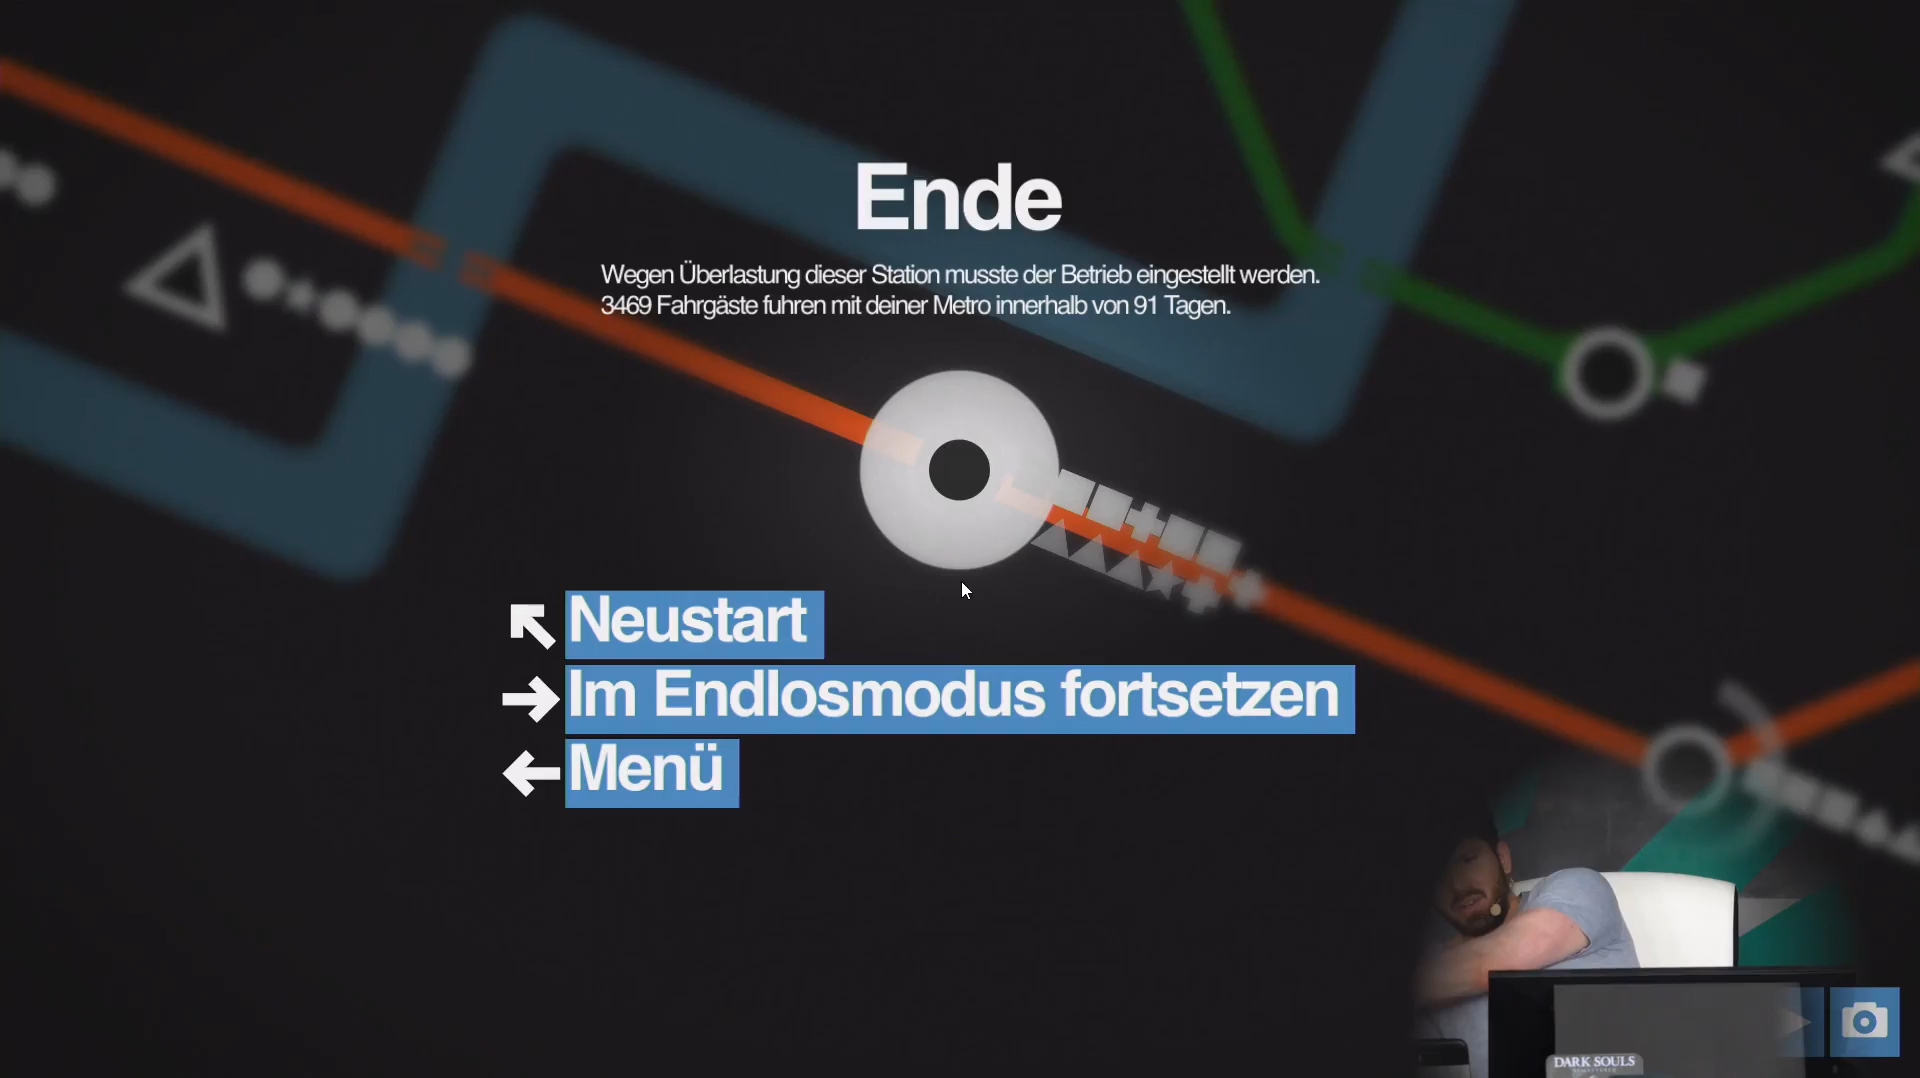 Ende
Wegen Überlastung dieser Station musste der Betrieb eingestellt werden.
3469 Fahrgäste fuhren mit deiner Metro innerhalb von 91 Tagen.
Neustart
Im Endlosmodus fortsetzen
Menü
DARK SOULS